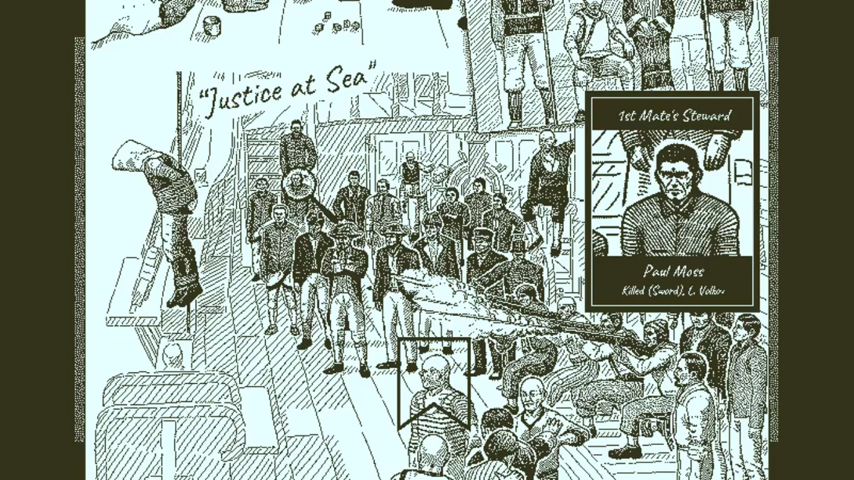 "Justice at Sea"
1st Mate's Steward
Paul Moss
Killed (Sword), L. Volkov